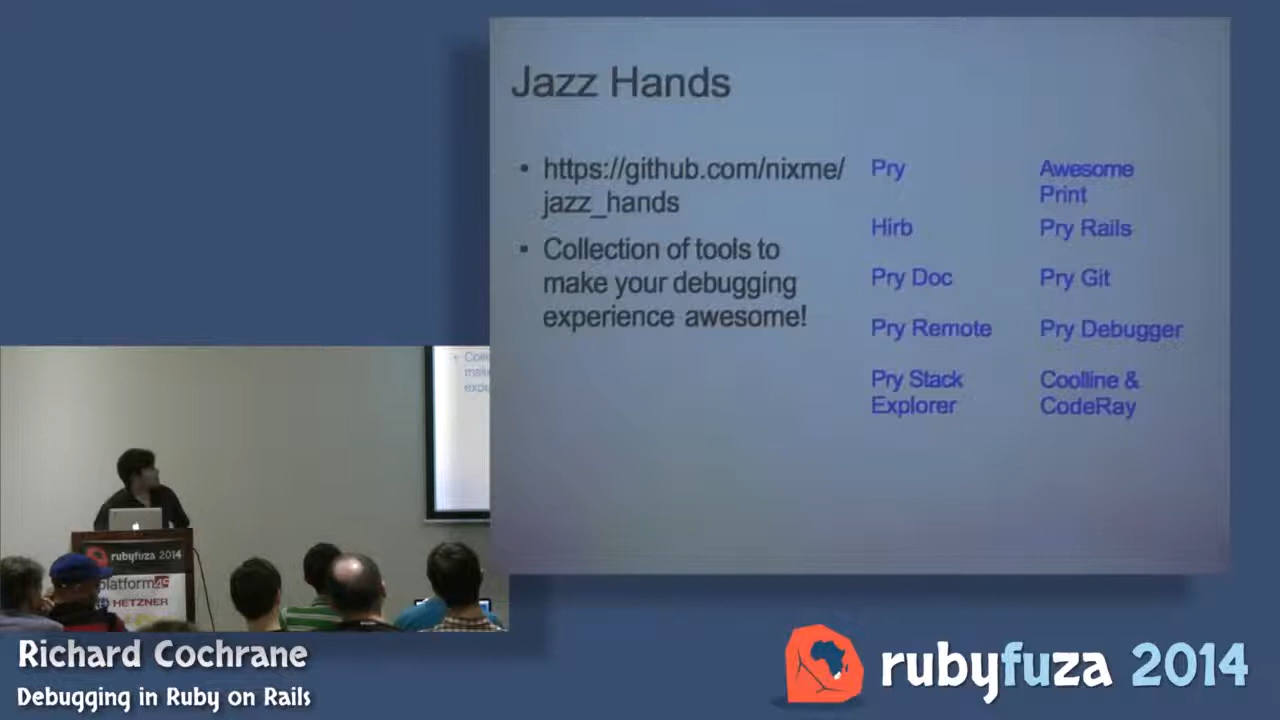 Jazz Hands
• https://github.com/nixme/
jazz_hands
• Collection of tools to
make your debugging
experience awesome!
Pry
Awesome
Print
Hirb
Pry Rails
Pry Doc
Pry Git
Pry Remote
Pry Debugger
Pry Stack
Explorer
Coolline &
CodeRay
rubyfuza 2014
platform45
HETZNER
Richard Cochrane
Debugging in Ruby on Rails
rubyfuza 2014